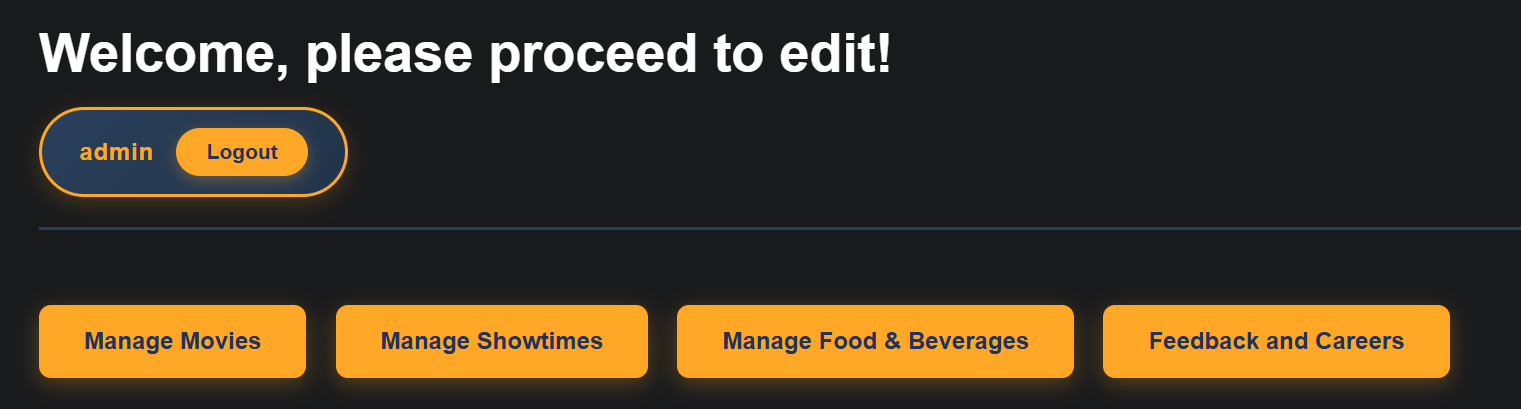 Welcome, please proceed to edit!
admin Logout
Manage Movies Manage Showtimes Manage Food & Beverages Feedback and Careers